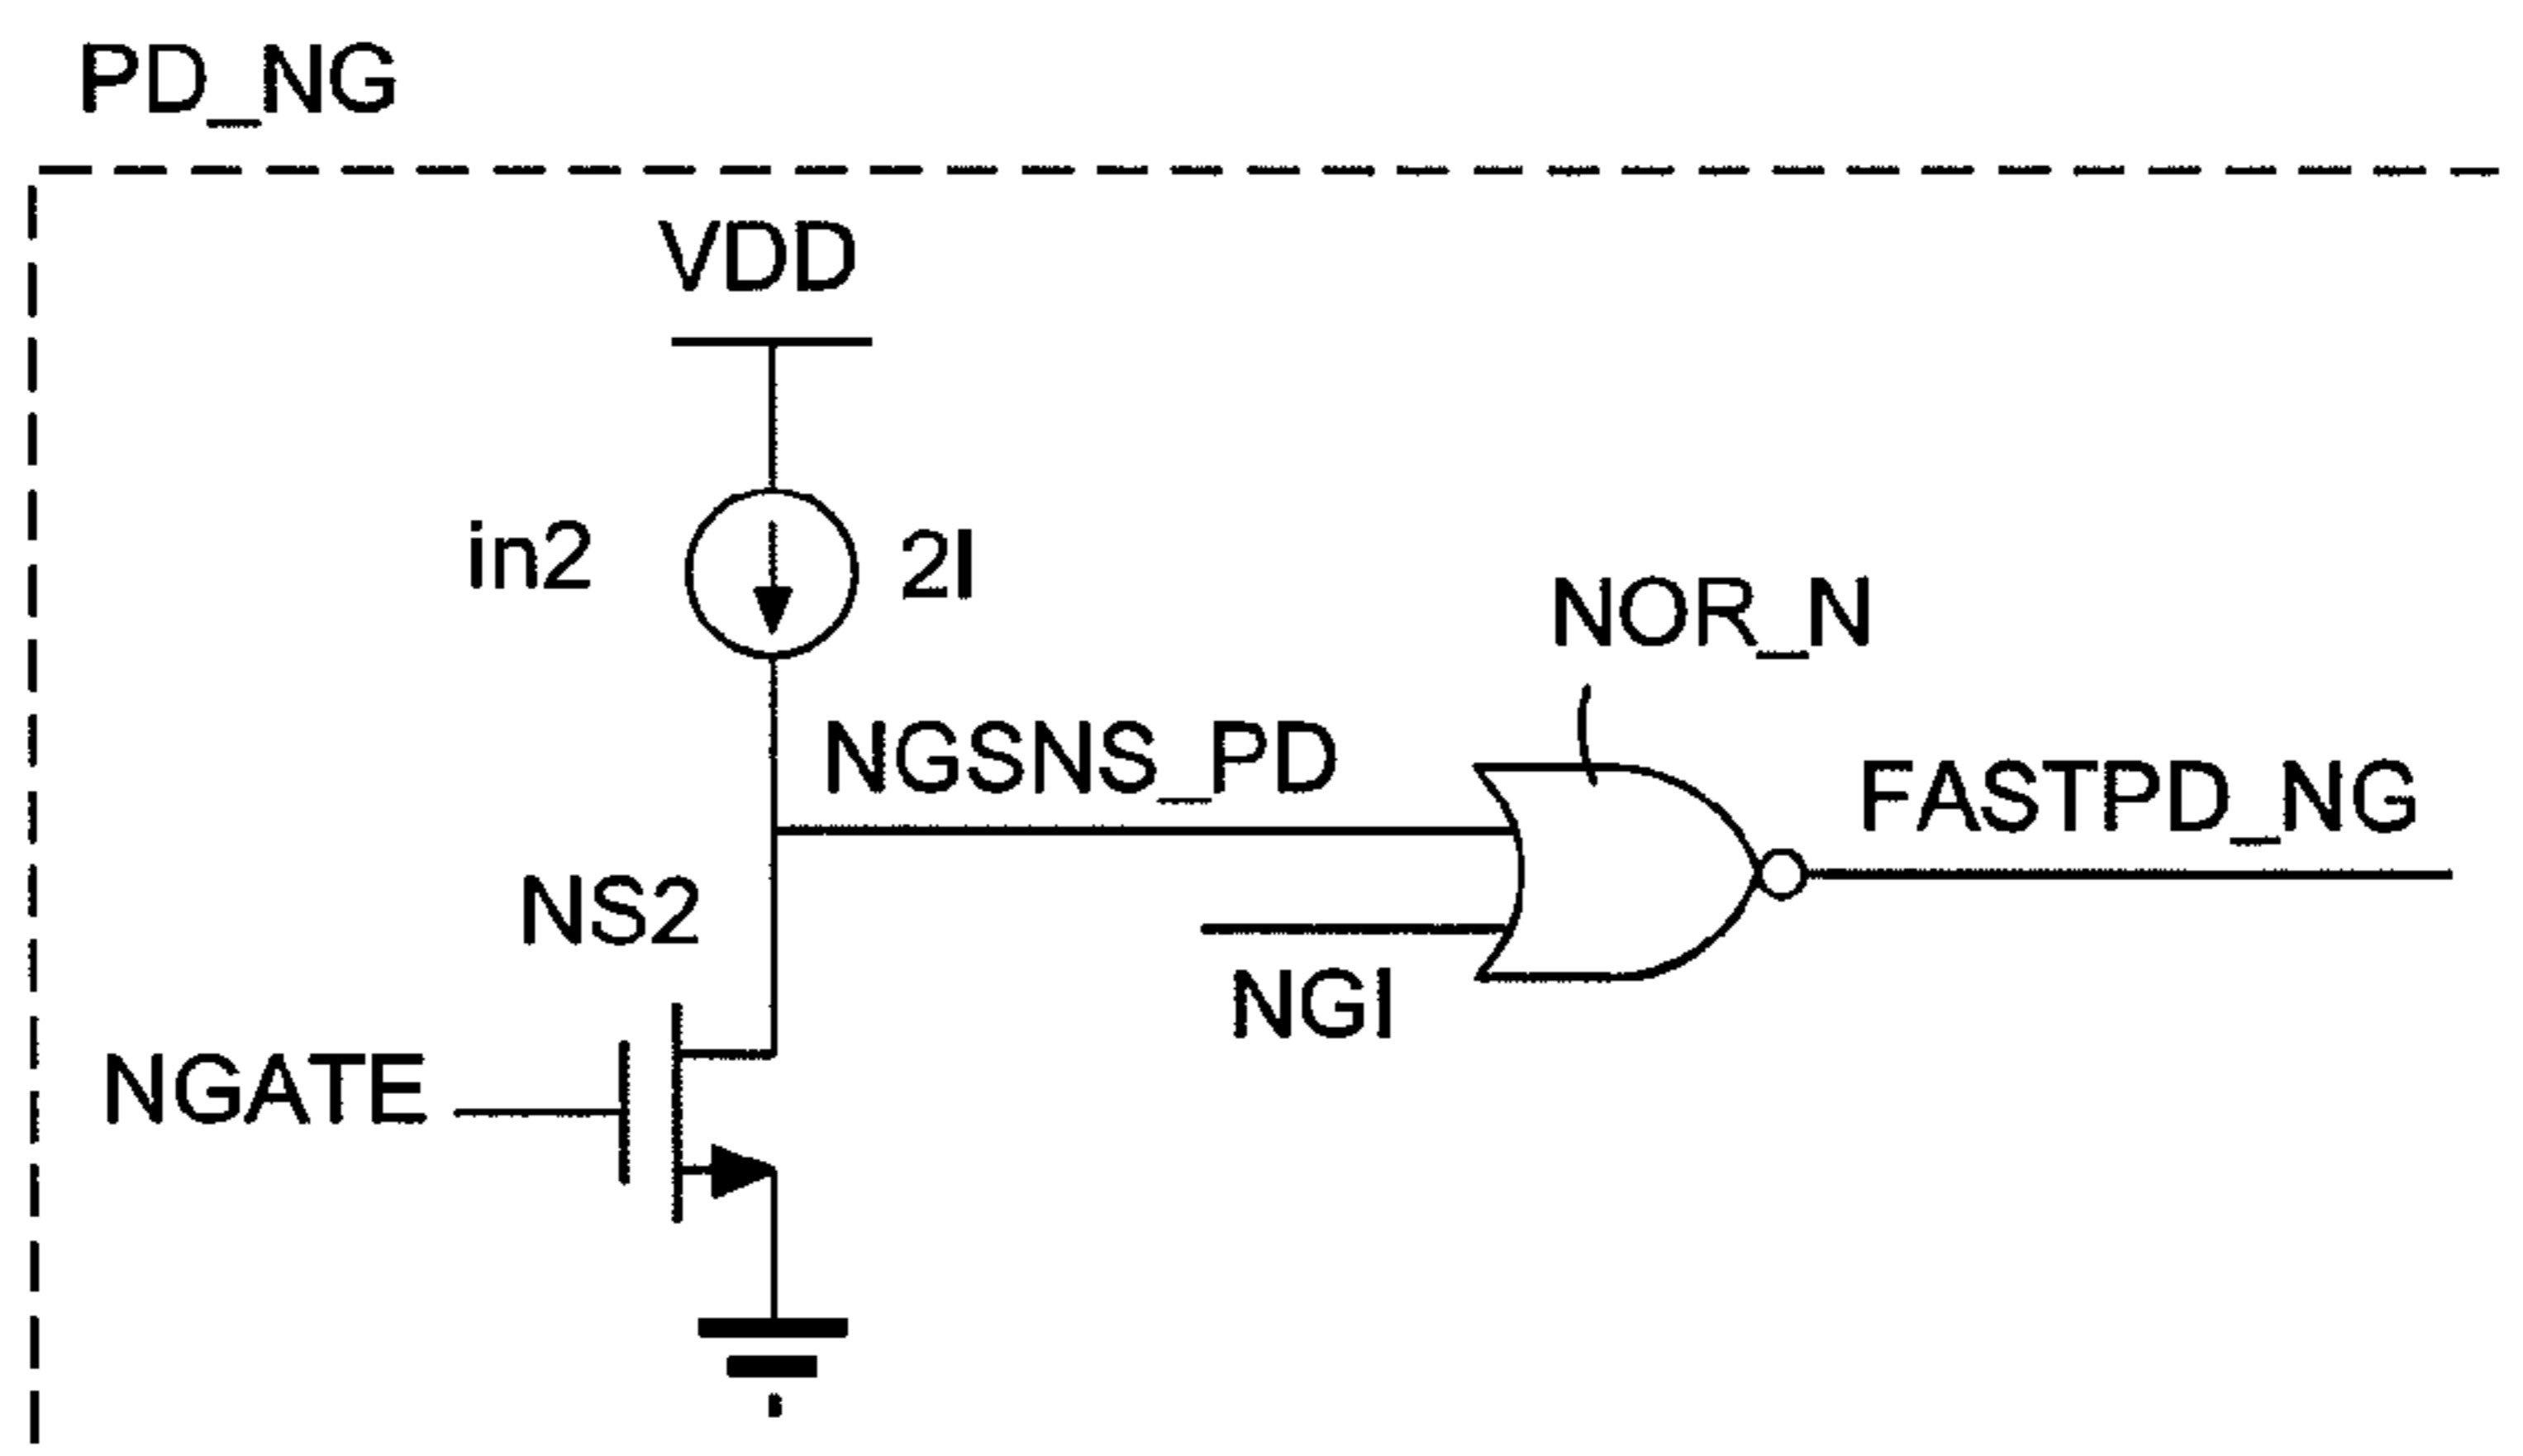 PD_NG
VDD
in2
2I
NOR_N
NGSNS_PD
FASTPD_NG
NS2
NGI
NGATE